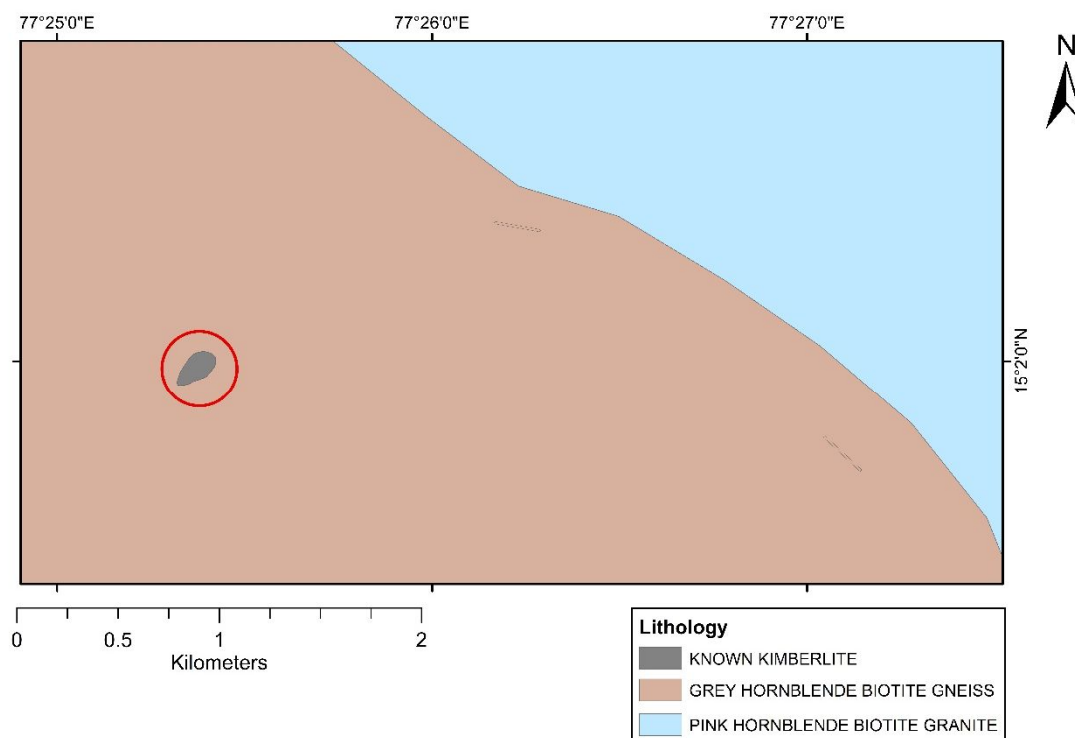 77°25'0"E
77°26'0"E
77°27'0"E
N
15°2'0"N
0 0.5 1 2
Kilometers
Lithology
KNOWN KIMBERLITE
GREY HORNBLENDE BIOTITE GNEISS
PINK HORNBLENDE BIOTITE GRANITE